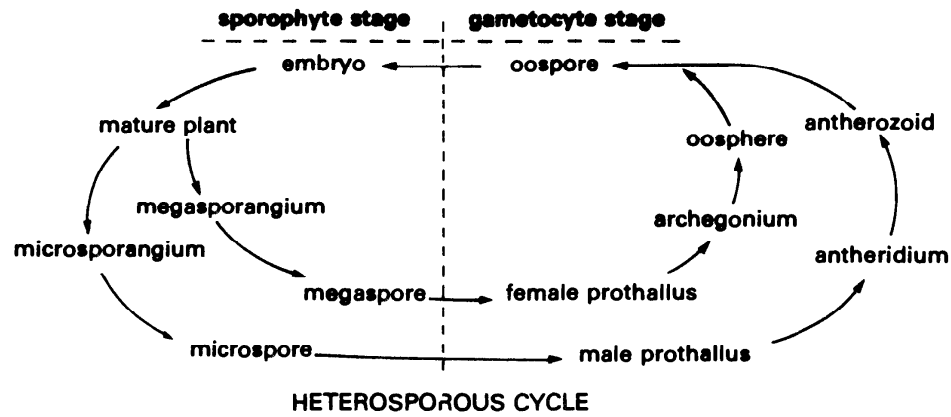 sporophyte stage gametocyte stage
embryo oospore
mature plant antherozoid
oosphere
megasporangium archegonium
microsporangium antheridium
megaspore female prothallus
microspore male prothallus
HETEROSPOROUS CYCLE